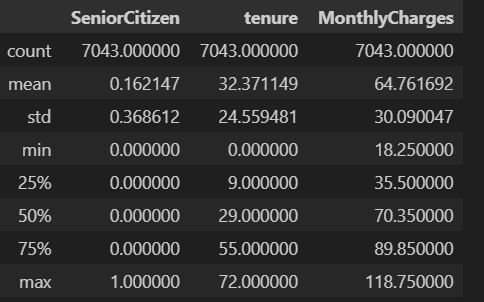 SeniorCitizen tenure MonthlyCharges
count 7043.000000 7043.000000 7043.000000
mean 0.162147 32.371149 64.761692
std 0.368612 24.559481 30.090047
min 0.000000 0.000000 18.250000
25% 0.000000 9.000000 35.500000
50% 0.000000 29.000000 70.350000
75% 0.000000 55.000000 89.850000
max 1.000000 72.000000 118.750000